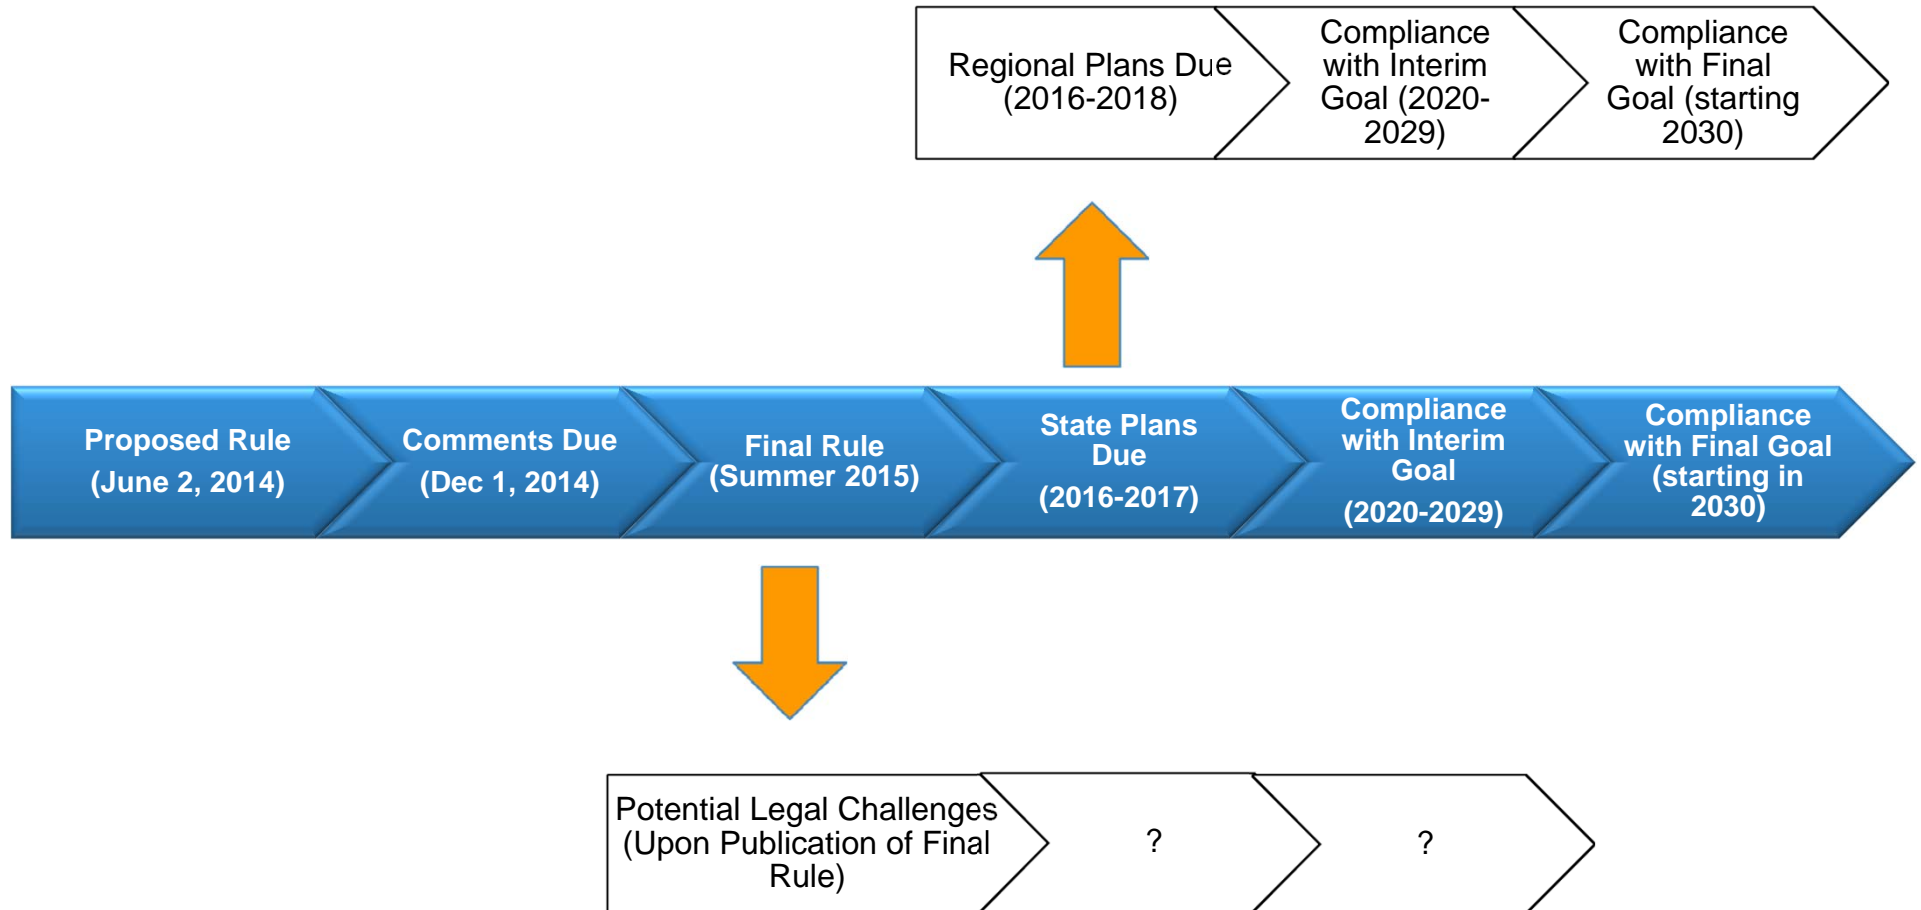 Regional Plans Due
(2016-2018)
Compliance
with Interim
Goal (2020-
2029)
Compliance
with Final
Goal (starting
2030)
Proposed Rule
(June 2, 2014)
Comments Due
(Dec 1, 2014)
Final Rule
(Summer 2015)
State Plans
Due
(2016-2017)
Compliance
with Interim
Goal
(2020-2029)
Compliance
with Final Goal
(starting in
2030)
Potential Legal Challenges
(Upon Publication of Final
Rule)
?
?